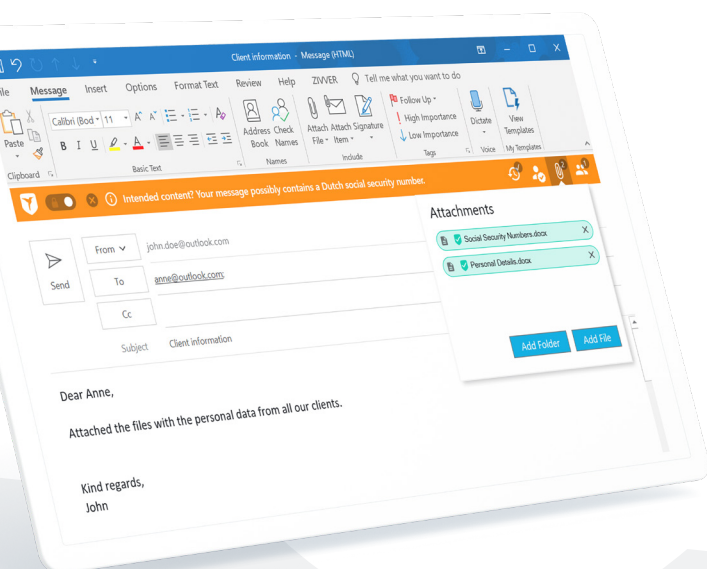 Client information - Message (HTML)
File Message Insert Options Format Text Review Help ZIVVER Tell me what you want to do
Paste
Calibri (Bod 11
B I U
Address Book
Check Names
Attach File
Attach Item
Signature
Follow Up
High Importance
Low Importance
Dictate
View Templates
Clipboard Basic Text Names Include Tags Voice My Templates
Intended content? Your message possibly contains a Dutch social security number.
Attachments
Social Security Numbers.docx X
Personal Details.docx X
Add Folder Add File
Send
From john.doe@outlook.com
To anne@outlook.com;
Cc
Subject Client information
Dear Anne,
Attached the files with the personal data from all our clients.
Kind regards,
John